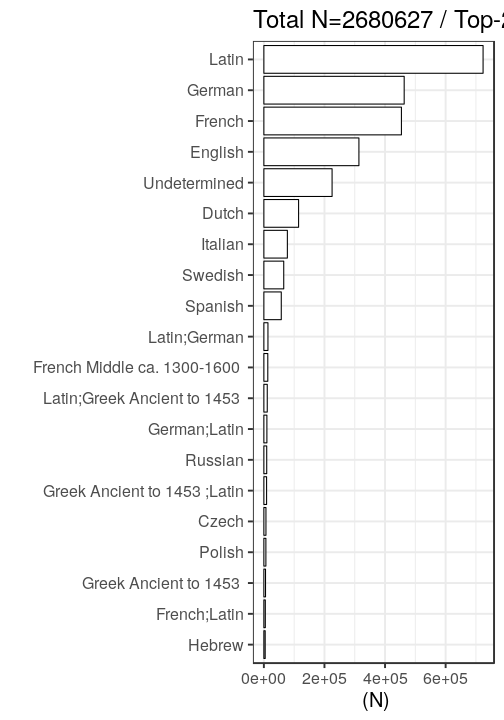 Total N=2680627 / Top-2
Latin
German
French
English
Undetermined
Dutch
Italian
Swedish
Spanish
Latin;German
French Middle ca. 1300-1600
Latin;Greek Ancient to 1453
German;Latin
Russian
Greek Ancient to 1453 ;Latin
Czech
Polish
Greek Ancient to 1453
French;Latin
Hebrew
0e+00 2e+05 4e+05 6e+05
(N)